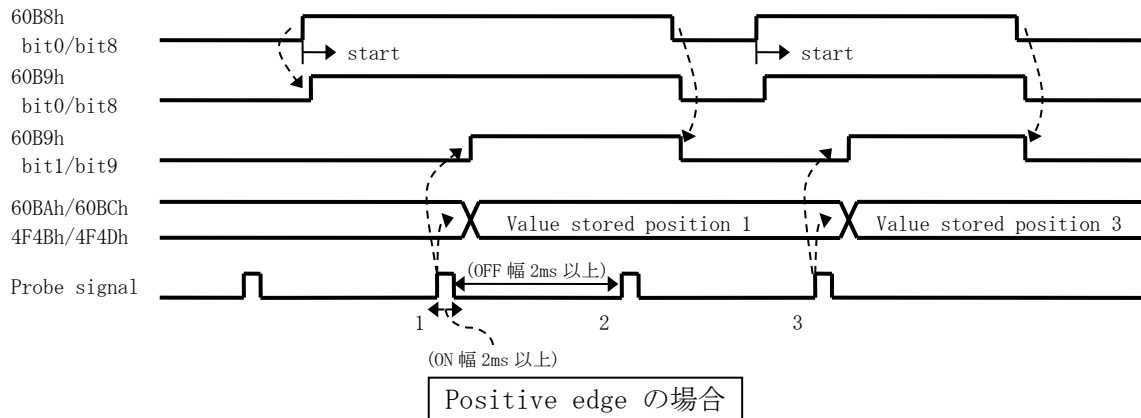 60B8h
bit0/bit8
start
start
60B9h
bit0/bit8
60B9h
bit1/bit9
60BAh/60BCh
4F4Bh/4F4Dh
Value stored position 1
Value stored position 3
(OFF 幅 2ms 以上)
Probe signal
1
2
3
(ON 幅 2ms 以上)
Positive edge の場合